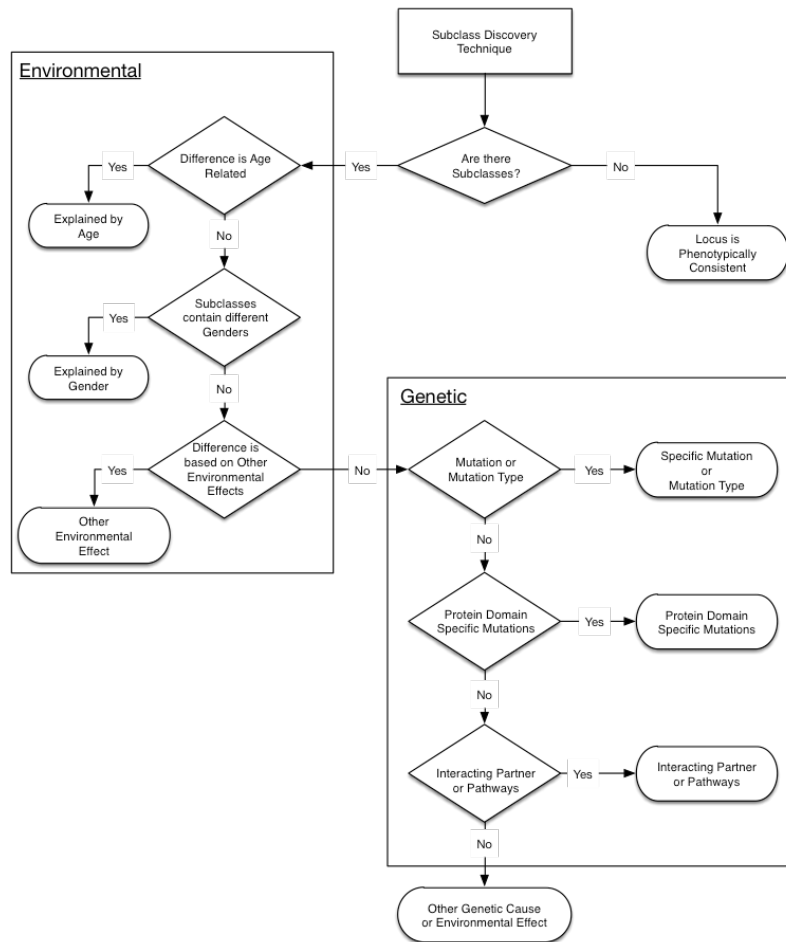 Subclass Discovery
Technique
Environmental
Difference is Age
Related
Yes
Yes
Are there
Subclasses?
No
Explained by
Age
No
Locus is
Phenotypically
Consistent
Subclasses
contain different
Genders
Yes
Explained by
Gender
No
Genetic
Difference is
based on Other
Environmental
Effects
Yes
No
Mutation or
Mutation Type
Yes
Specific Mutation
or
Mutation Type
Other
Environmental
Effect
No
Protein Domain
Specific Mutations
Yes
Protein Domain
Specific Mutations
No
Interacting Partner
or Pathways
Yes
Interacting Partner
or Pathways
No
Other Genetic Cause
or Environmental Effect